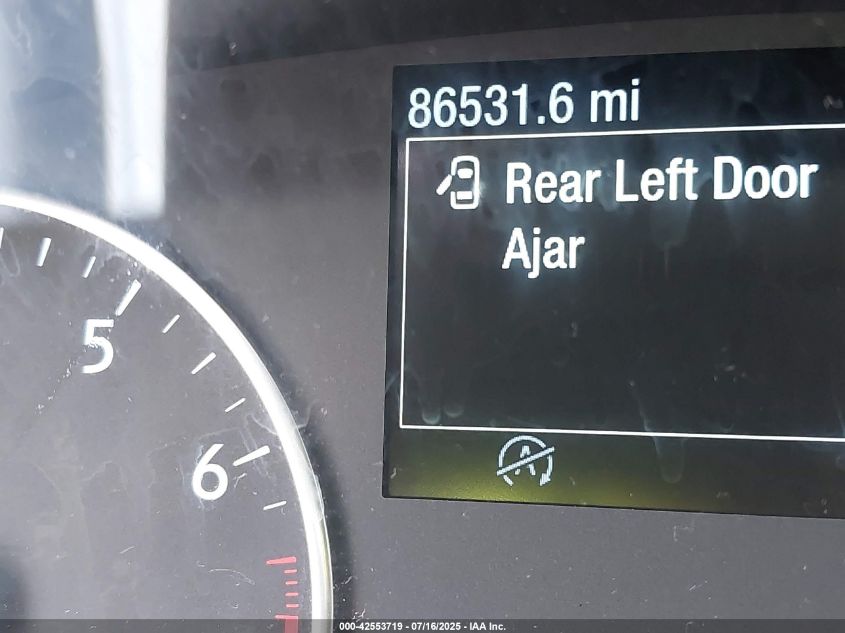 86531.6 mi
Rear Left Door
Ajar
5
6
A
000-42553719 - 07/16/2025 - IAA Inc.